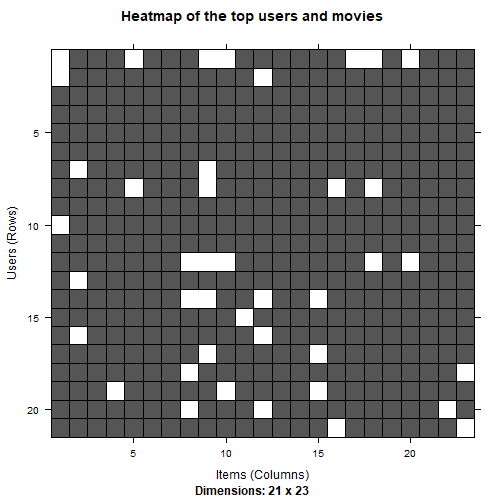 Heatmap of the top users and movies
Users (Rows)
5
10
15
20
5
10
15
20
Items (Columns)
Dimensions: 21 x 23